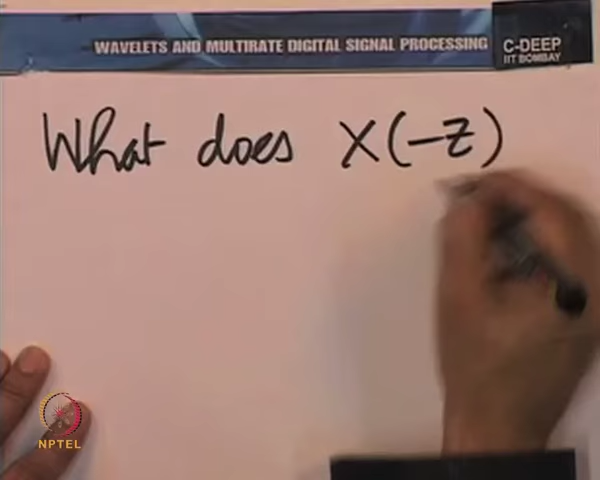 WAVELETS AND MULTIRATE DIGITAL SIGNAL PROCESSING
C-DEEP
IIT BOMBAY
What does X(-z)
NPTEL